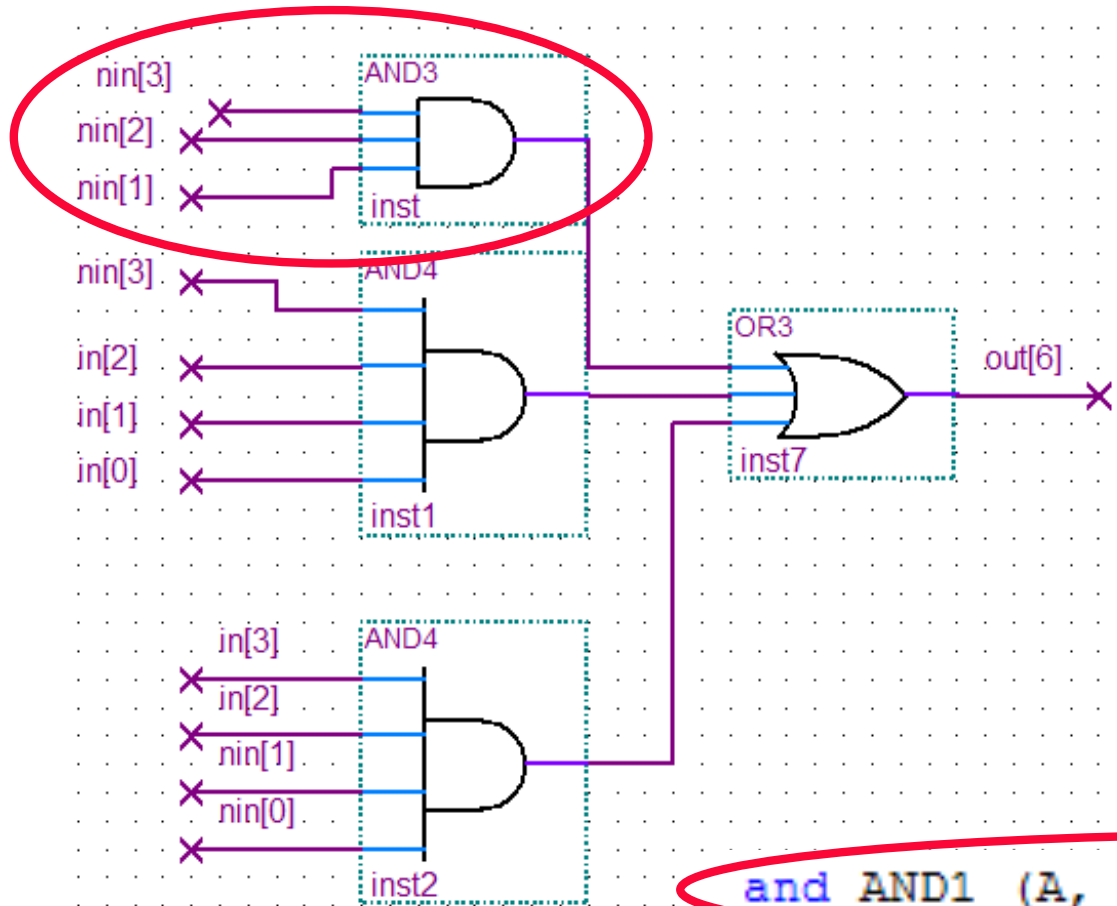 AND3
nin[3]
nin[2]
nin[1]
inst
AND4
nin[3]
in[2]
in[1]
in[0]
inst1
OR3
out[6]
inst7
AND4
in[3]
in[2]
nin[1]
nin[0]
inst2
and AND1 (A,